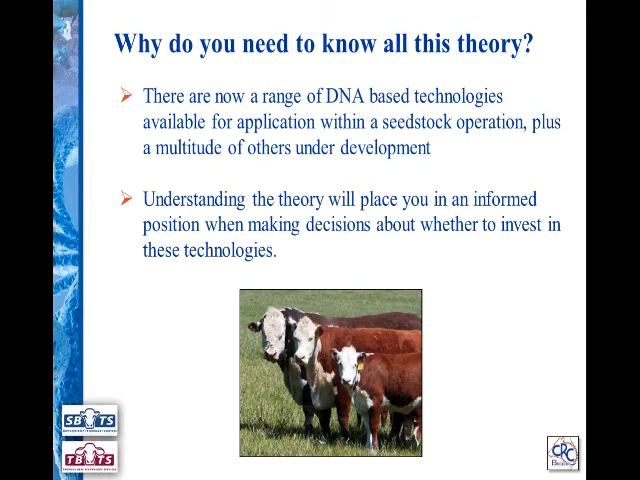 Why do you need to know all this theory?
There are now a range of DNA based technologies
available for application within a seedstock operation, plus
a multitude of others under development
Understanding the theory will place you in an informed
position when making decisions about whether to invest in
these technologies.
SBTS
TBTS
CRC